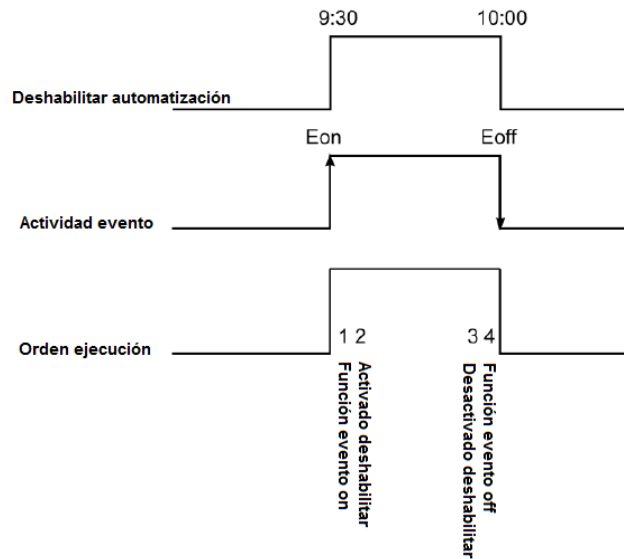 9:30 10:00
Deshabilitar automatización
Eon Eoff
Actividad evento
Orden ejecución
1 2 3 4
Activado deshabilitar
Función evento on
Función evento off
Desactivado deshabilitar